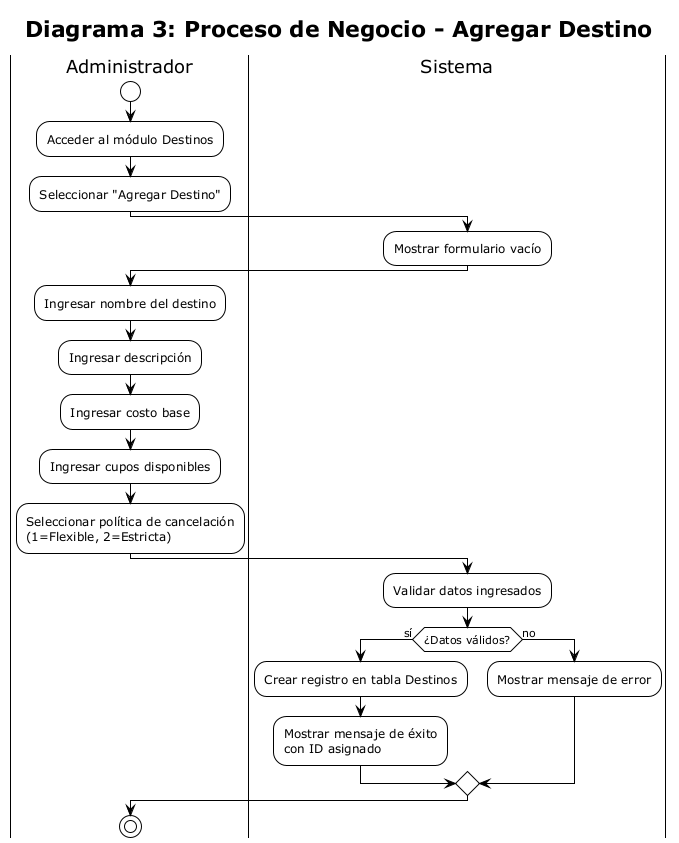 Diagrama 3: Proceso de Negocio - Agregar Destino
Administrador
Sistema
Acceder al módulo Destinos
Seleccionar "Agregar Destino"
Mostrar formulario vacío
Ingresar nombre del destino
Ingresar descripción
Ingresar costo base
Ingresar cupos disponibles
Seleccionar política de cancelación
(1=Flexible, 2=Estricta)
Validar datos ingresados
sí
¿Datos válidos?
no
Crear registro en tabla Destinos
Mostrar mensaje de error
Mostrar mensaje de éxito
con ID asignado